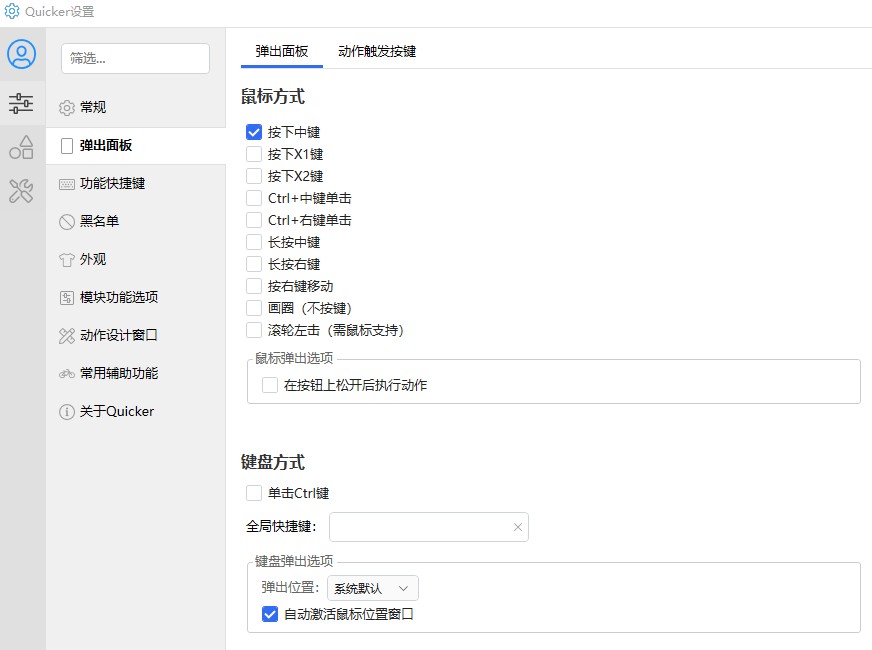 Quicker设置
筛选...
常规
弹出面板
功能快捷键
黑名单
外观
模块功能选项
动作设计窗口
常用辅助功能
关于Quicker
弹出面板 动作触发按键
鼠标方式
按下中键
按下X1键
按下X2键
Ctrl+中键单击
Ctrl+右键单击
长按中键
长按右键
按右键移动
画圈（不按键）
滚轮左击（需鼠标支持）
鼠标弹出选项
在按钮上松开后执行动作
键盘方式
单击Ctrl键
全局快捷键：
键盘弹出选项
弹出位置： 系统默认
自动激活鼠标位置窗口